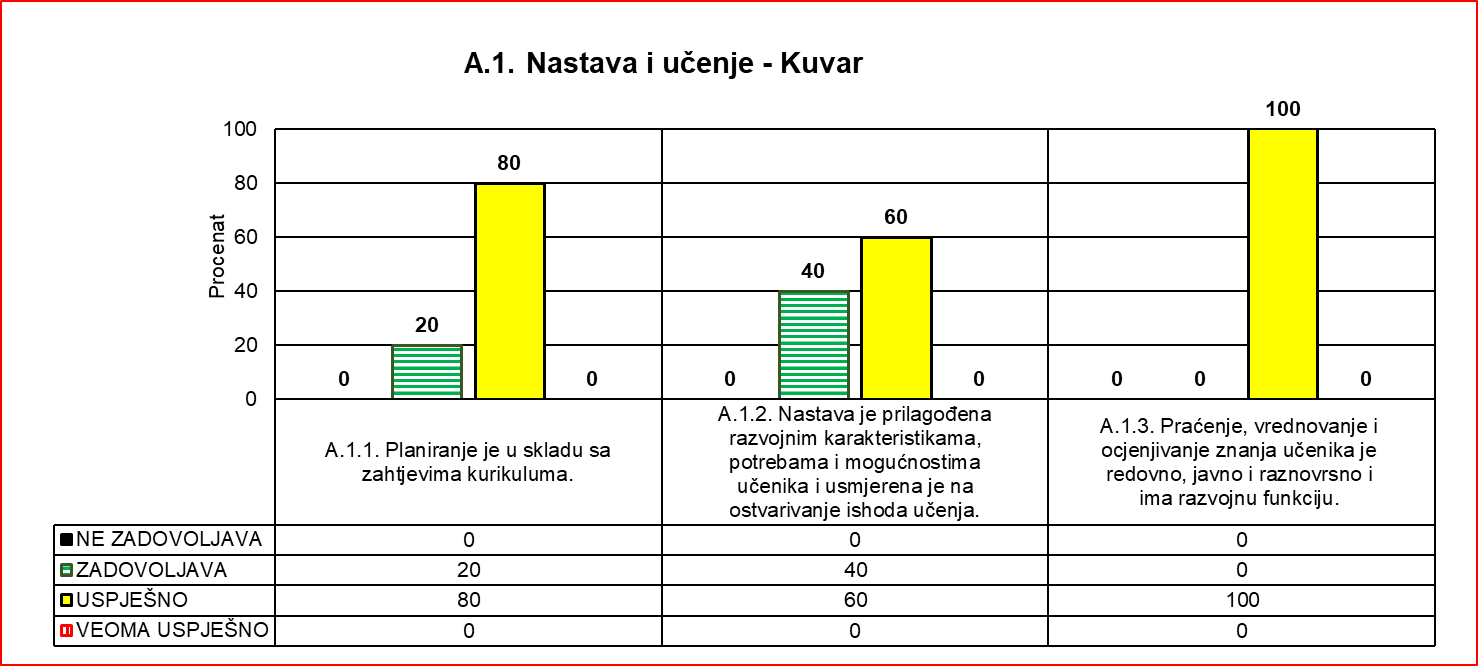 A.1. Nastava i učenje - Kuvar
Procenat
100
80
60
40
20
0
0
20
80
0
0
40
60
0
0
0
100
0
A.1.1. Planiranje je u skladu sa
zahtjevima kurikuluma.
A.1.2. Nastava je prilagođena
razvojnim karakteristikama,
potrebama i mogućnostima
učenika i usmjerena je na
ostvarivanje ishoda učenja.
A.1.3. Praćenje, vrednovanje i
ocjenjivanje znanja učenika je
redovno, javno i raznovrsno i
ima razvojnu funkciju.
NE ZADOVOLJAVA 0 0 0
ZADOVOLJAVA 20 40 0
USPJEŠNO 80 60 100
VEOMA USPJEŠNO 0 0 0